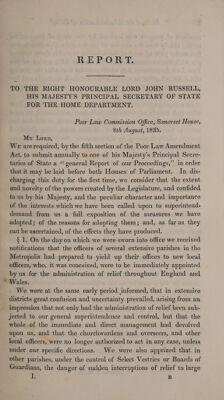 REPORT.
TO THE RIGHT HONOURABLE LORD JOHN RUSSELL,
HIS MAJESTY'S PRINCIPAL SECRETARY OF STATE
FOR THE HOME DEPARTMENT.
Poor Law Commission Office, Somerset House,
8th August, 1835.
MY LORD,
WE are required, by the fifth section of the Poor Law Amendment
Act, to submit annually to one of his Majesty's Principal Secre-
taries of State a "general Report of our Proceedings," in order
that it may be laid before both Houses of Parliament. In dis-
charging this duty for the first time, we consider that the extent
and novelty of the powers created by the Legislature, and confided
to us by his Majesty, and the peculiar character and importance
of the interests which we have been called upon to superintend,
demand from us a full exposition of the measures we have
adopted; of the reasons for adopting them; and, as far as they
can be ascertained, of the effects they have produced.
§ 1. On the day on which we were sworn into office we received
notifications that the officers of several extensive parishes in the
Metropolis had prepared to yield up their offices to new local
officers, who, it was conceived, were to be immediately appointed
by us for the administration of relief throughout England and
Wales.
We were at the same early period informed, that in extensive
districts great confusion and uncertainty prevailed, arising from an
impression that not only had the administration of relief been sub-
jected to our general superintendence and control, but that the
whole of the immediate and direct management had devolved
upon us, and that the churchwardens and overseers, and other
local officers, were no longer authorized to act in any case, unless
under our specific directions. We were also apprized that in
other parishes, under the control of Select Vestries or Boards of
Guardians, the danger of sudden interruptions of relief to large
I. B